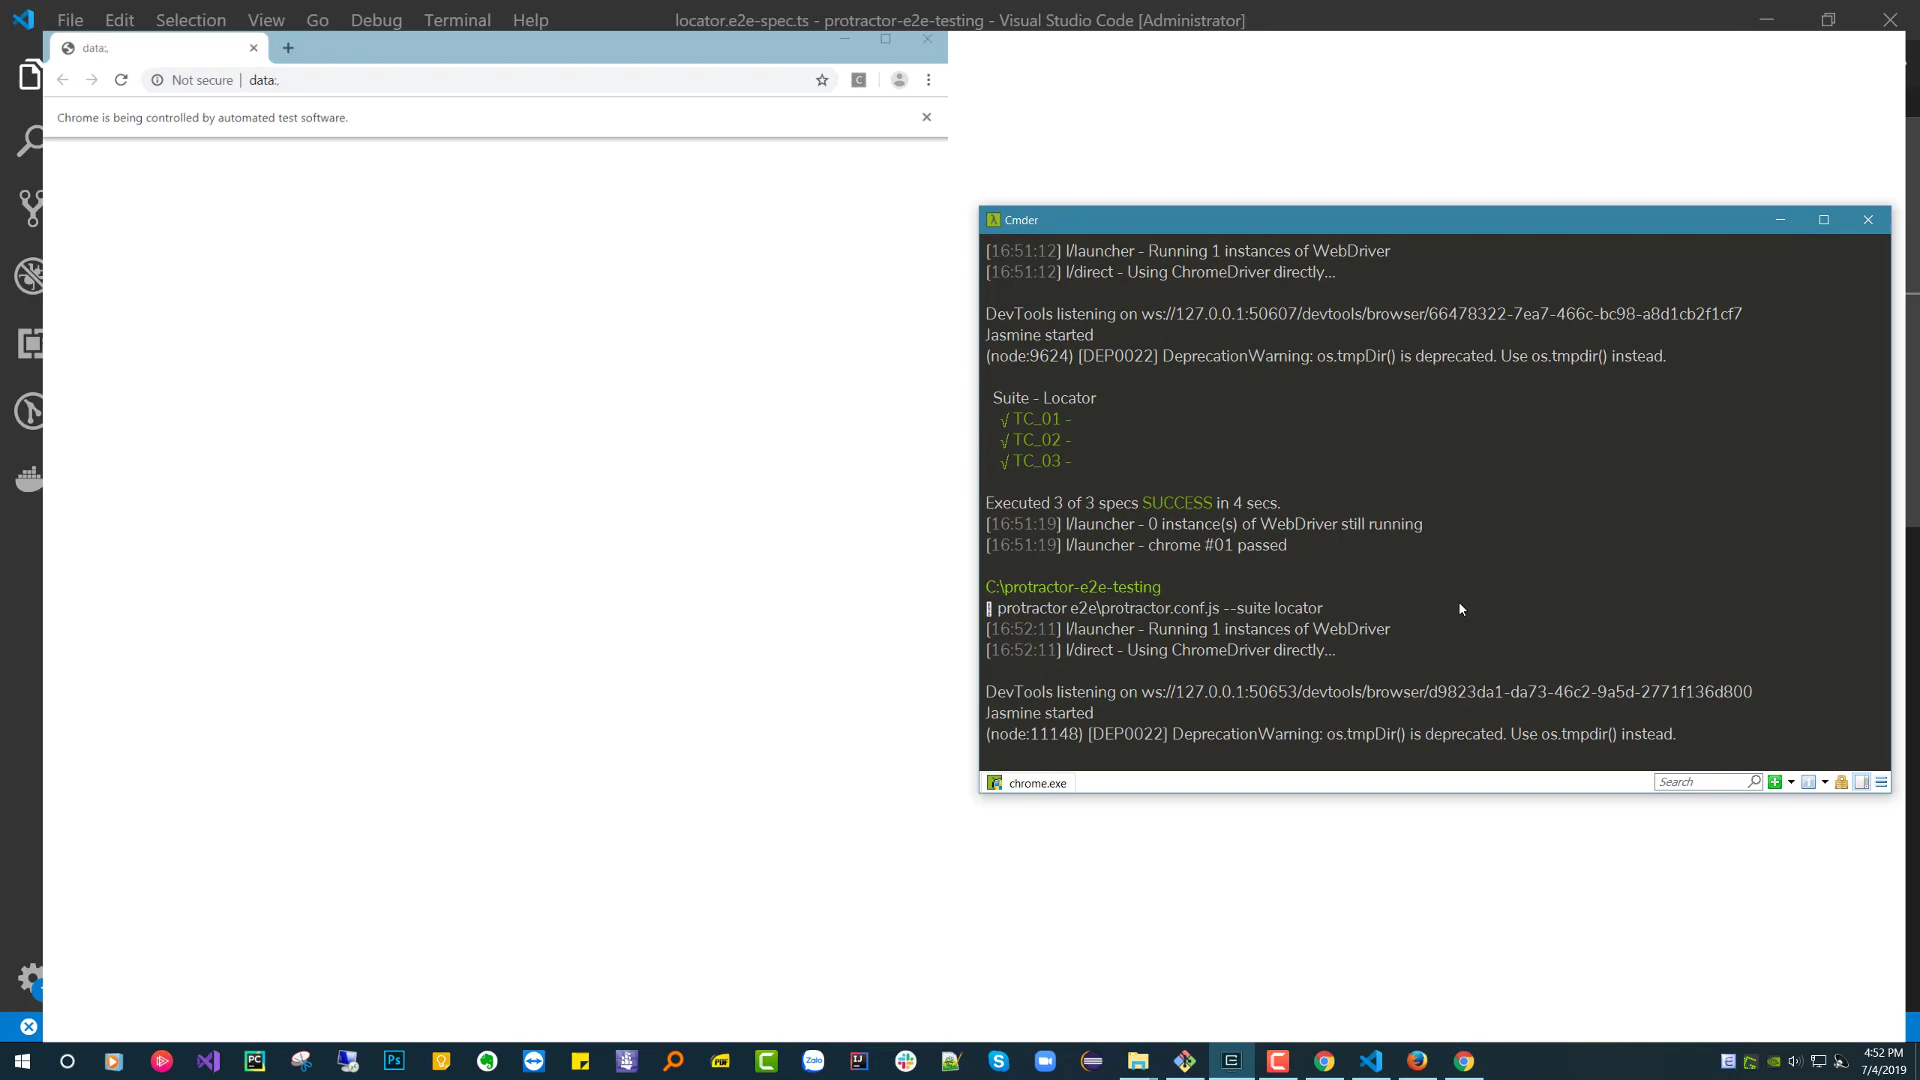 File Edit Selection View Go Debug Terminal Help locator.e2e-spec.ts - protractor-e2e-testing - Visual Studio Code [Administrator]
data:,
Not secure | data:,
Chrome is being controlled by automated test software.
Cmder
[16:51:12] I/launcher - Running 1 instances of WebDriver
[16:51:12] I/direct - Using ChromeDriver directly...
DevTools listening on ws://127.0.0.1:50607/devtools/browser/66478322-7ea7-466c-bc98-a8d1cb2f1cf7
Jasmine started
(node:9624) [DEP0022] DeprecationWarning: os.tmpDir() is deprecated. Use os.tmpdir() instead.
Suite - Locator
√ TC_01 -
√ TC_02 -
√ TC_03 -
Executed 3 of 3 specs SUCCESS in 4 secs.
[16:51:19] I/launcher - 0 instance(s) of WebDriver still running
[16:51:19] I/launcher - chrome #01 passed
C:\protractor-e2e-testing
protractor e2e\protractor.conf.js --suite locator
[16:52:11] I/launcher - Running 1 instances of WebDriver
[16:52:11] I/direct - Using ChromeDriver directly...
DevTools listening on ws://127.0.0.1:50653/devtools/browser/d9823da1-da73-46c2-9a5d-2771f136d800
Jasmine started
(node:11148) [DEP0022] DeprecationWarning: os.tmpDir() is deprecated. Use os.tmpdir() instead.
chrome.exe
Search
4:52 PM
7/4/2019